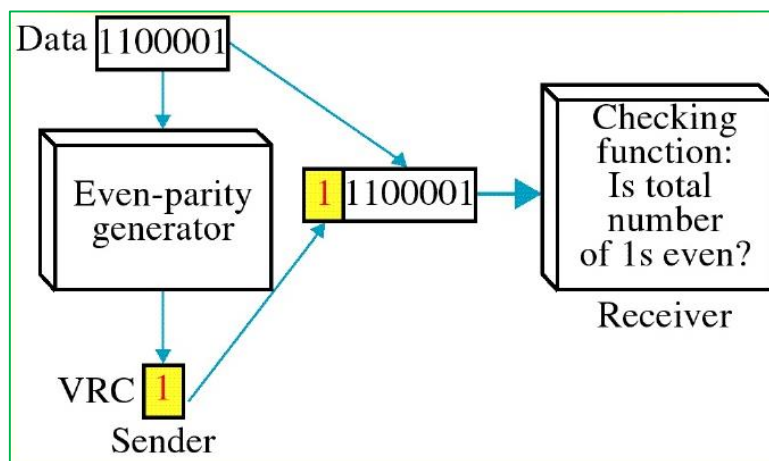 Data 1100001
Even-parity
generator
VRC 1
Sender
1 1100001
Checking
function:
Is total
number
of 1s even?
Receiver